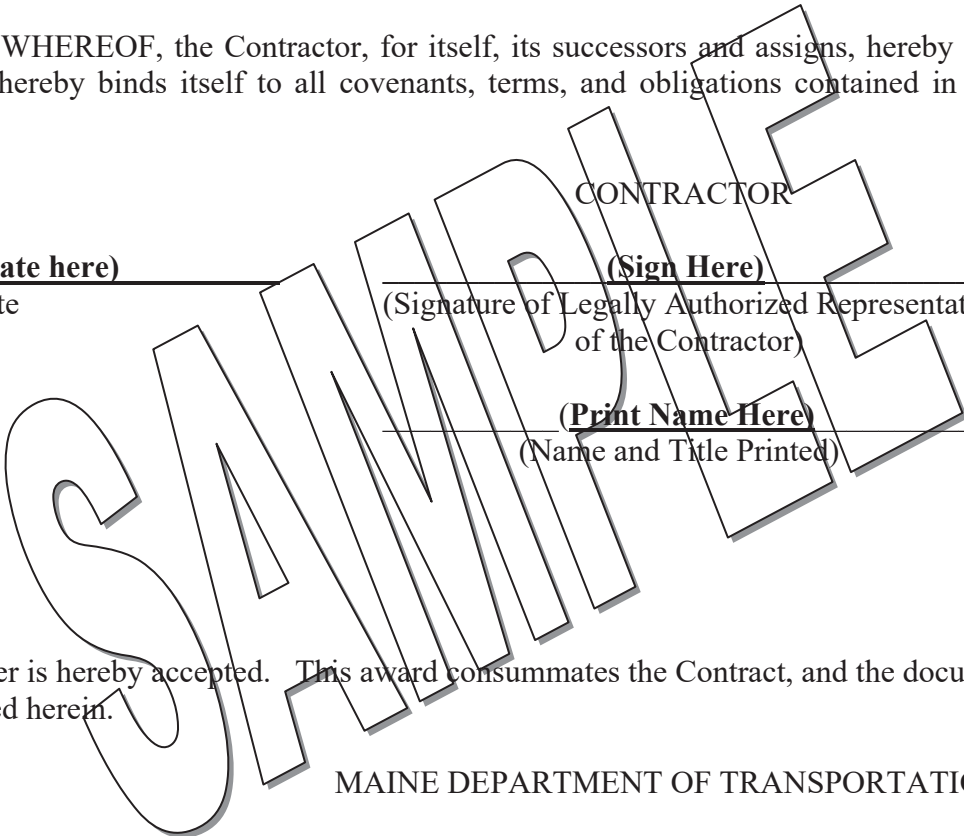 WHEREOF, the Contractor, for itself, its successors and assigns, hereby
hereby binds itself to all covenants, terms, and obligations contained in
CONTRACTOR
ate here)
(Sign Here)
te
(Signature of Legally Authorized Representat
of the Contractor)
(Print Name Here)
(Name and Title Printed)
SAMPLE
er is hereby accepted. This award consummates the Contract, and the docu
ed herein.
MAINE DEPARTMENT OF TRANSPORTATIO